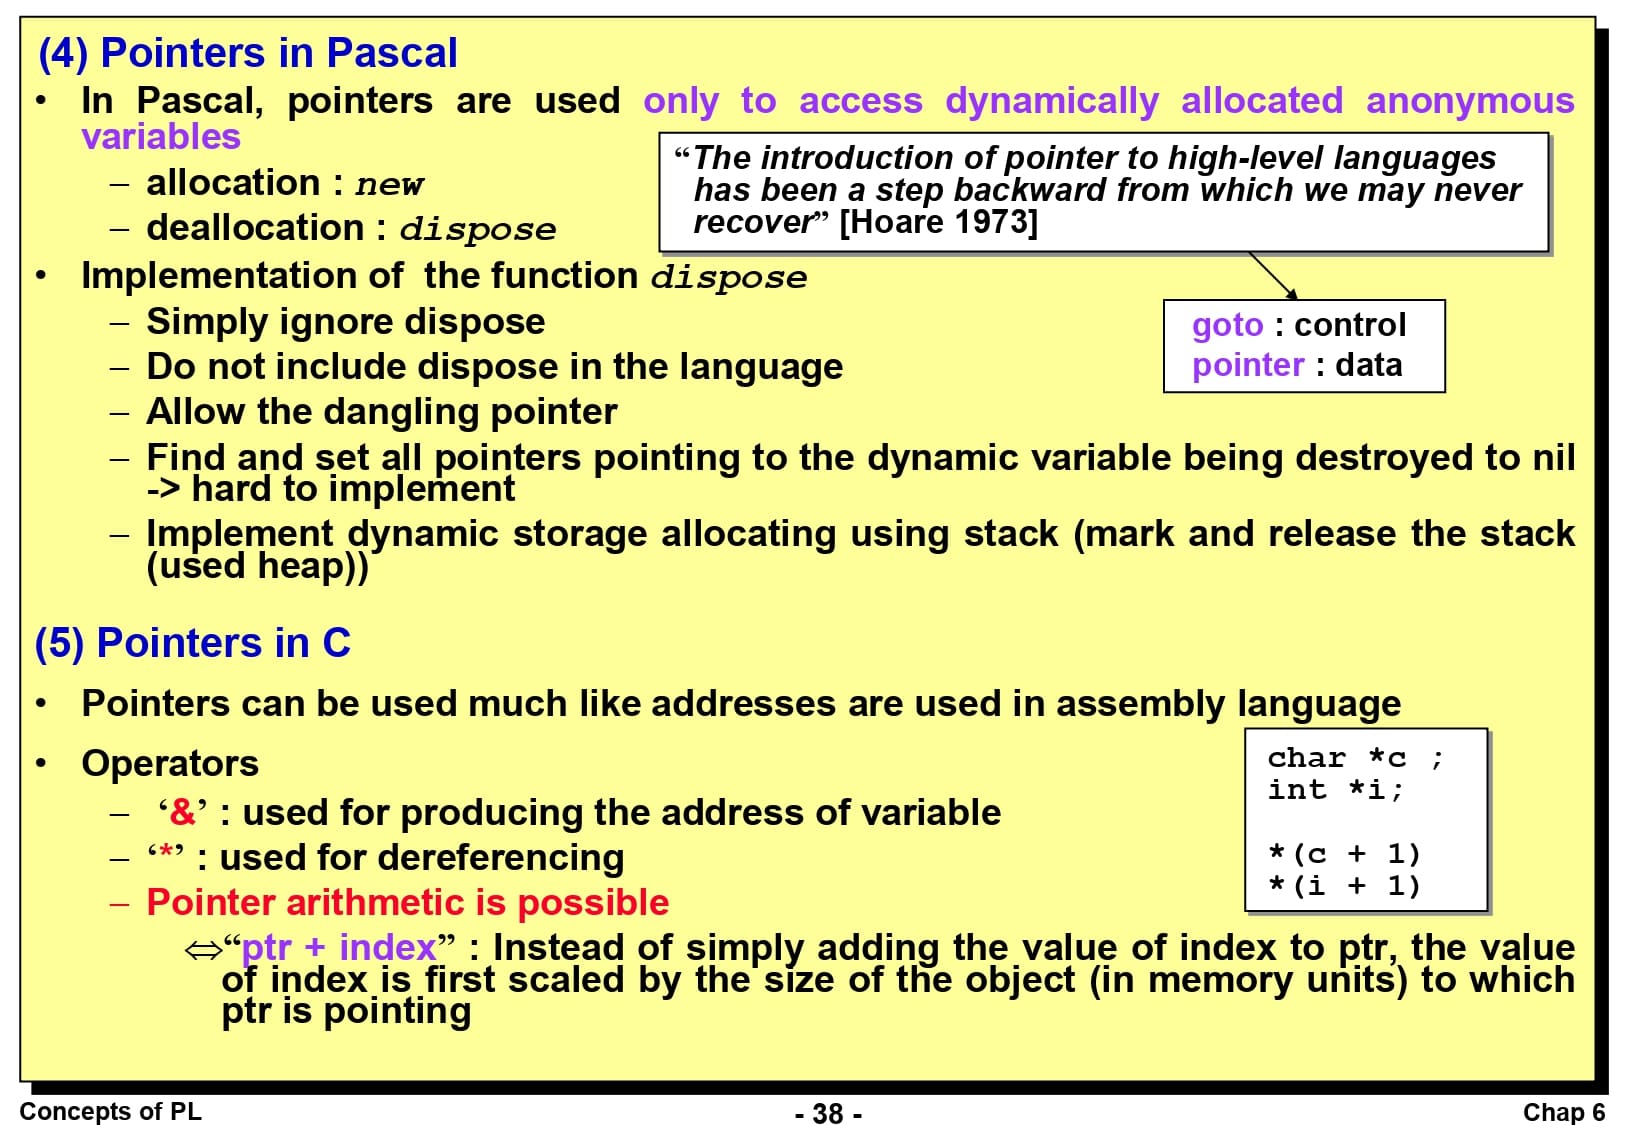 (4) Pointers in Pascal
• In Pascal, pointers are used only to access dynamically allocated anonymous
variables
– allocation : new
– deallocation : dispose
“The introduction of pointer to high-level languages
has been a step backward from which we may never
recover” [Hoare 1973]
goto : control
pointer : data
• Implementation of the function dispose
– Simply ignore dispose
– Do not include dispose in the language
– Allow the dangling pointer
– Find and set all pointers pointing to the dynamic variable being destroyed to nil
-> hard to implement
– Implement dynamic storage allocating using stack (mark and release the stack
(used heap))
(5) Pointers in C
• Pointers can be used much like addresses are used in assembly language
• Operators
– ‘&’ : used for producing the address of variable
– ‘*’ : used for dereferencing
– Pointer arithmetic is possible
⇔“ptr + index” : Instead of simply adding the value of index to ptr, the value
of index is first scaled by the size of the object (in memory units) to which
ptr is pointing
char *c ;
int *i;
*(c + 1)
*(i + 1)
Concepts of PL
- 38 -
Chap 6